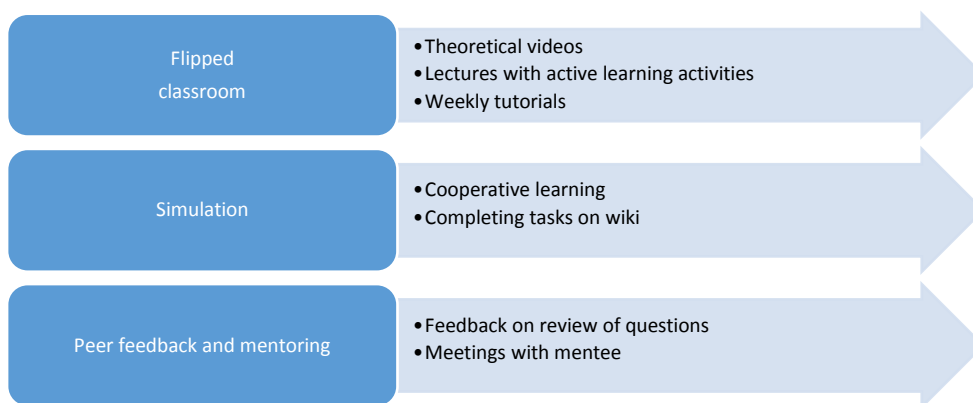 Flipped
classroom
•Theoretical videos
•Lectures with active learning activities
•Weekly tutorials
Simulation
•Cooperative learning
•Completing tasks on wiki
Peer feedback and mentoring
•Feedback on review of questions
•Meetings with mentee